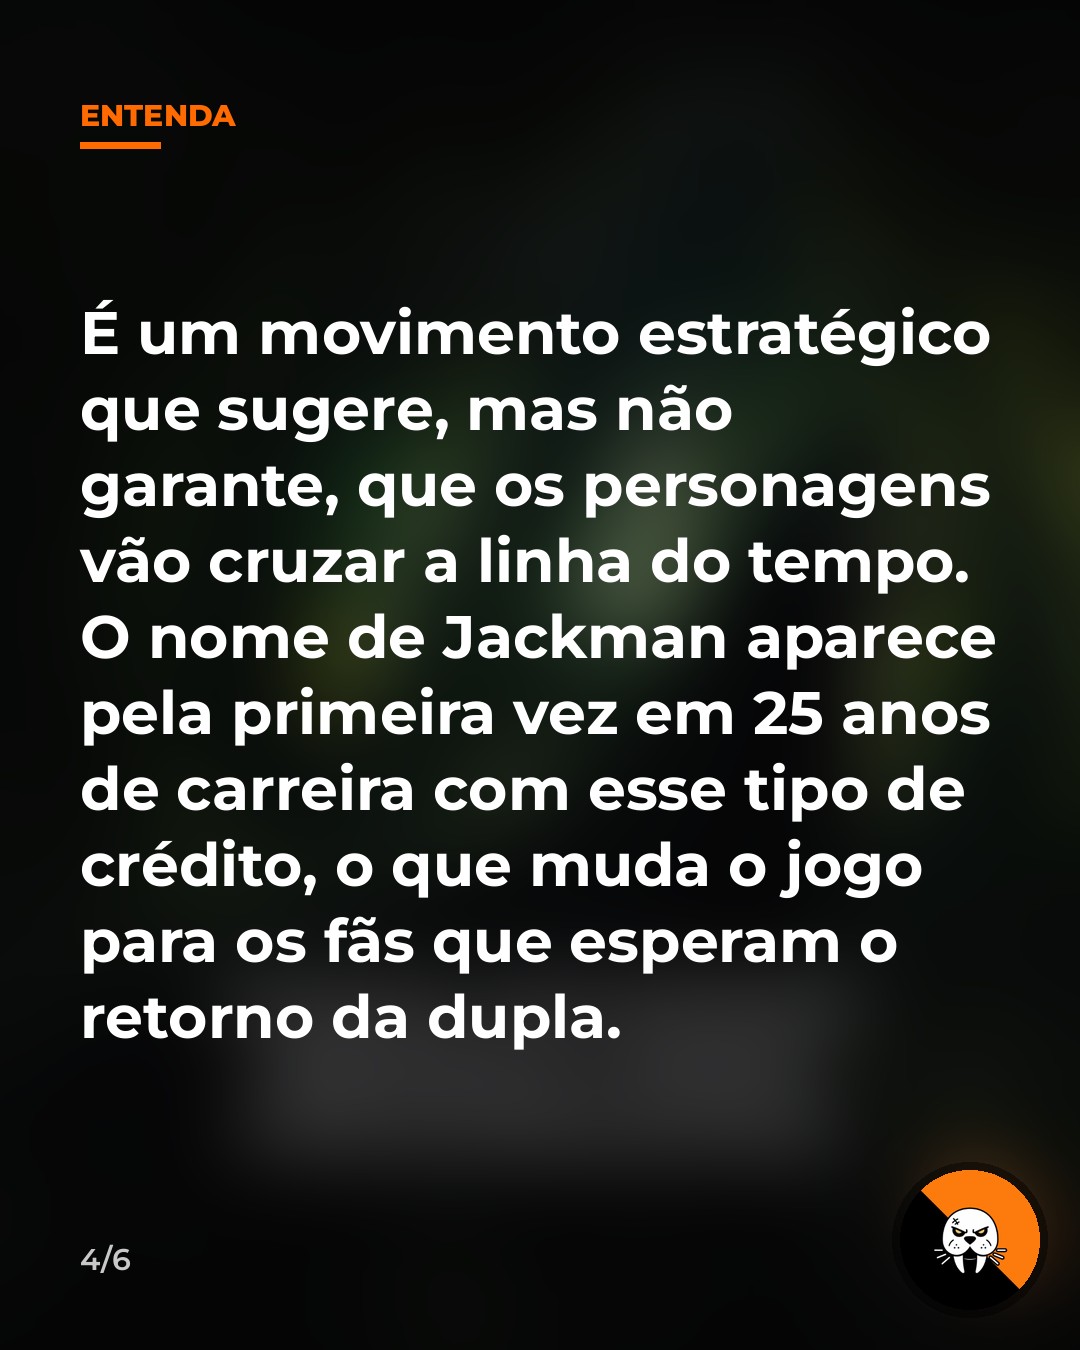 ENTENDA
É um movimento estratégico
que sugere, mas não
garante, que os personagens
vão cruzar a linha do tempo.
O nome de Jackman aparece
pela primeira vez em 25 anos
de carreira com esse tipo de
crédito, o que muda o jogo
para os fãs que esperam o
retorno da dupla.
4/6